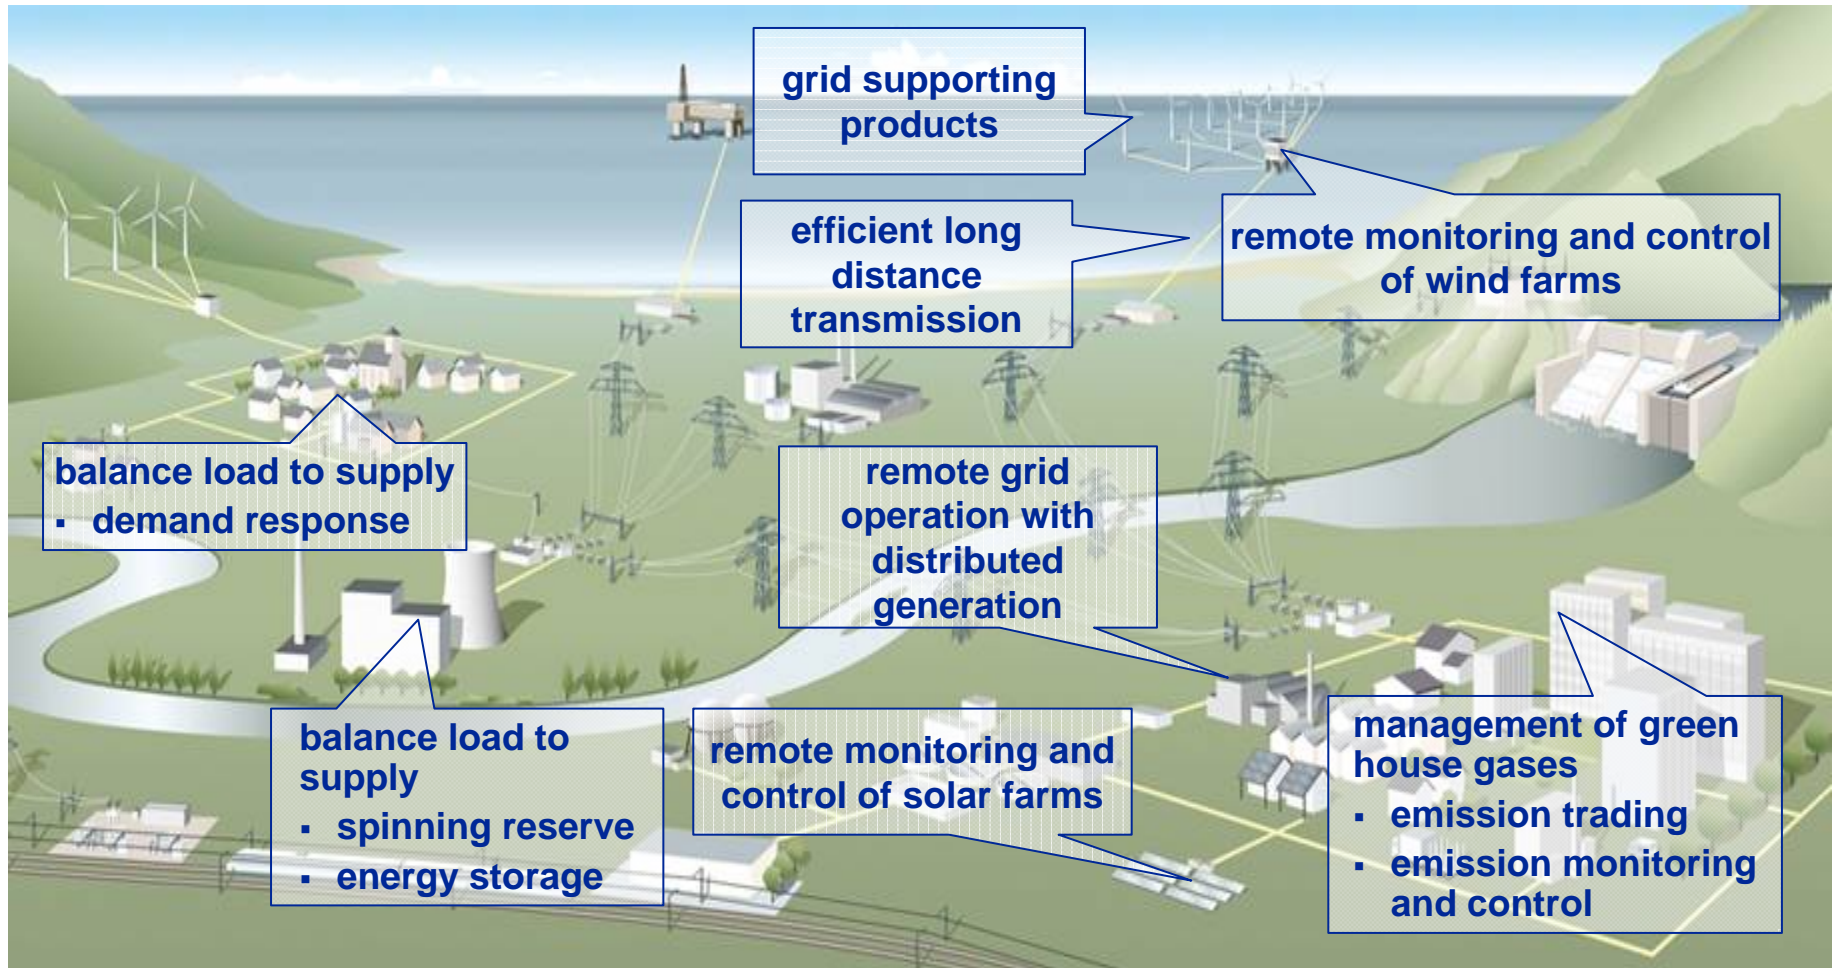 grid supporting
products
efficient long
distance
transmission
remote monitoring and control
of wind farms
balance load to supply
▪ demand response
remote grid
operation with
distributed
generation
balance load to
supply
▪ spinning reserve
▪ energy storage
remote monitoring and
control of solar farms
management of green
house gases
▪ emission trading
▪ emission monitoring
and control